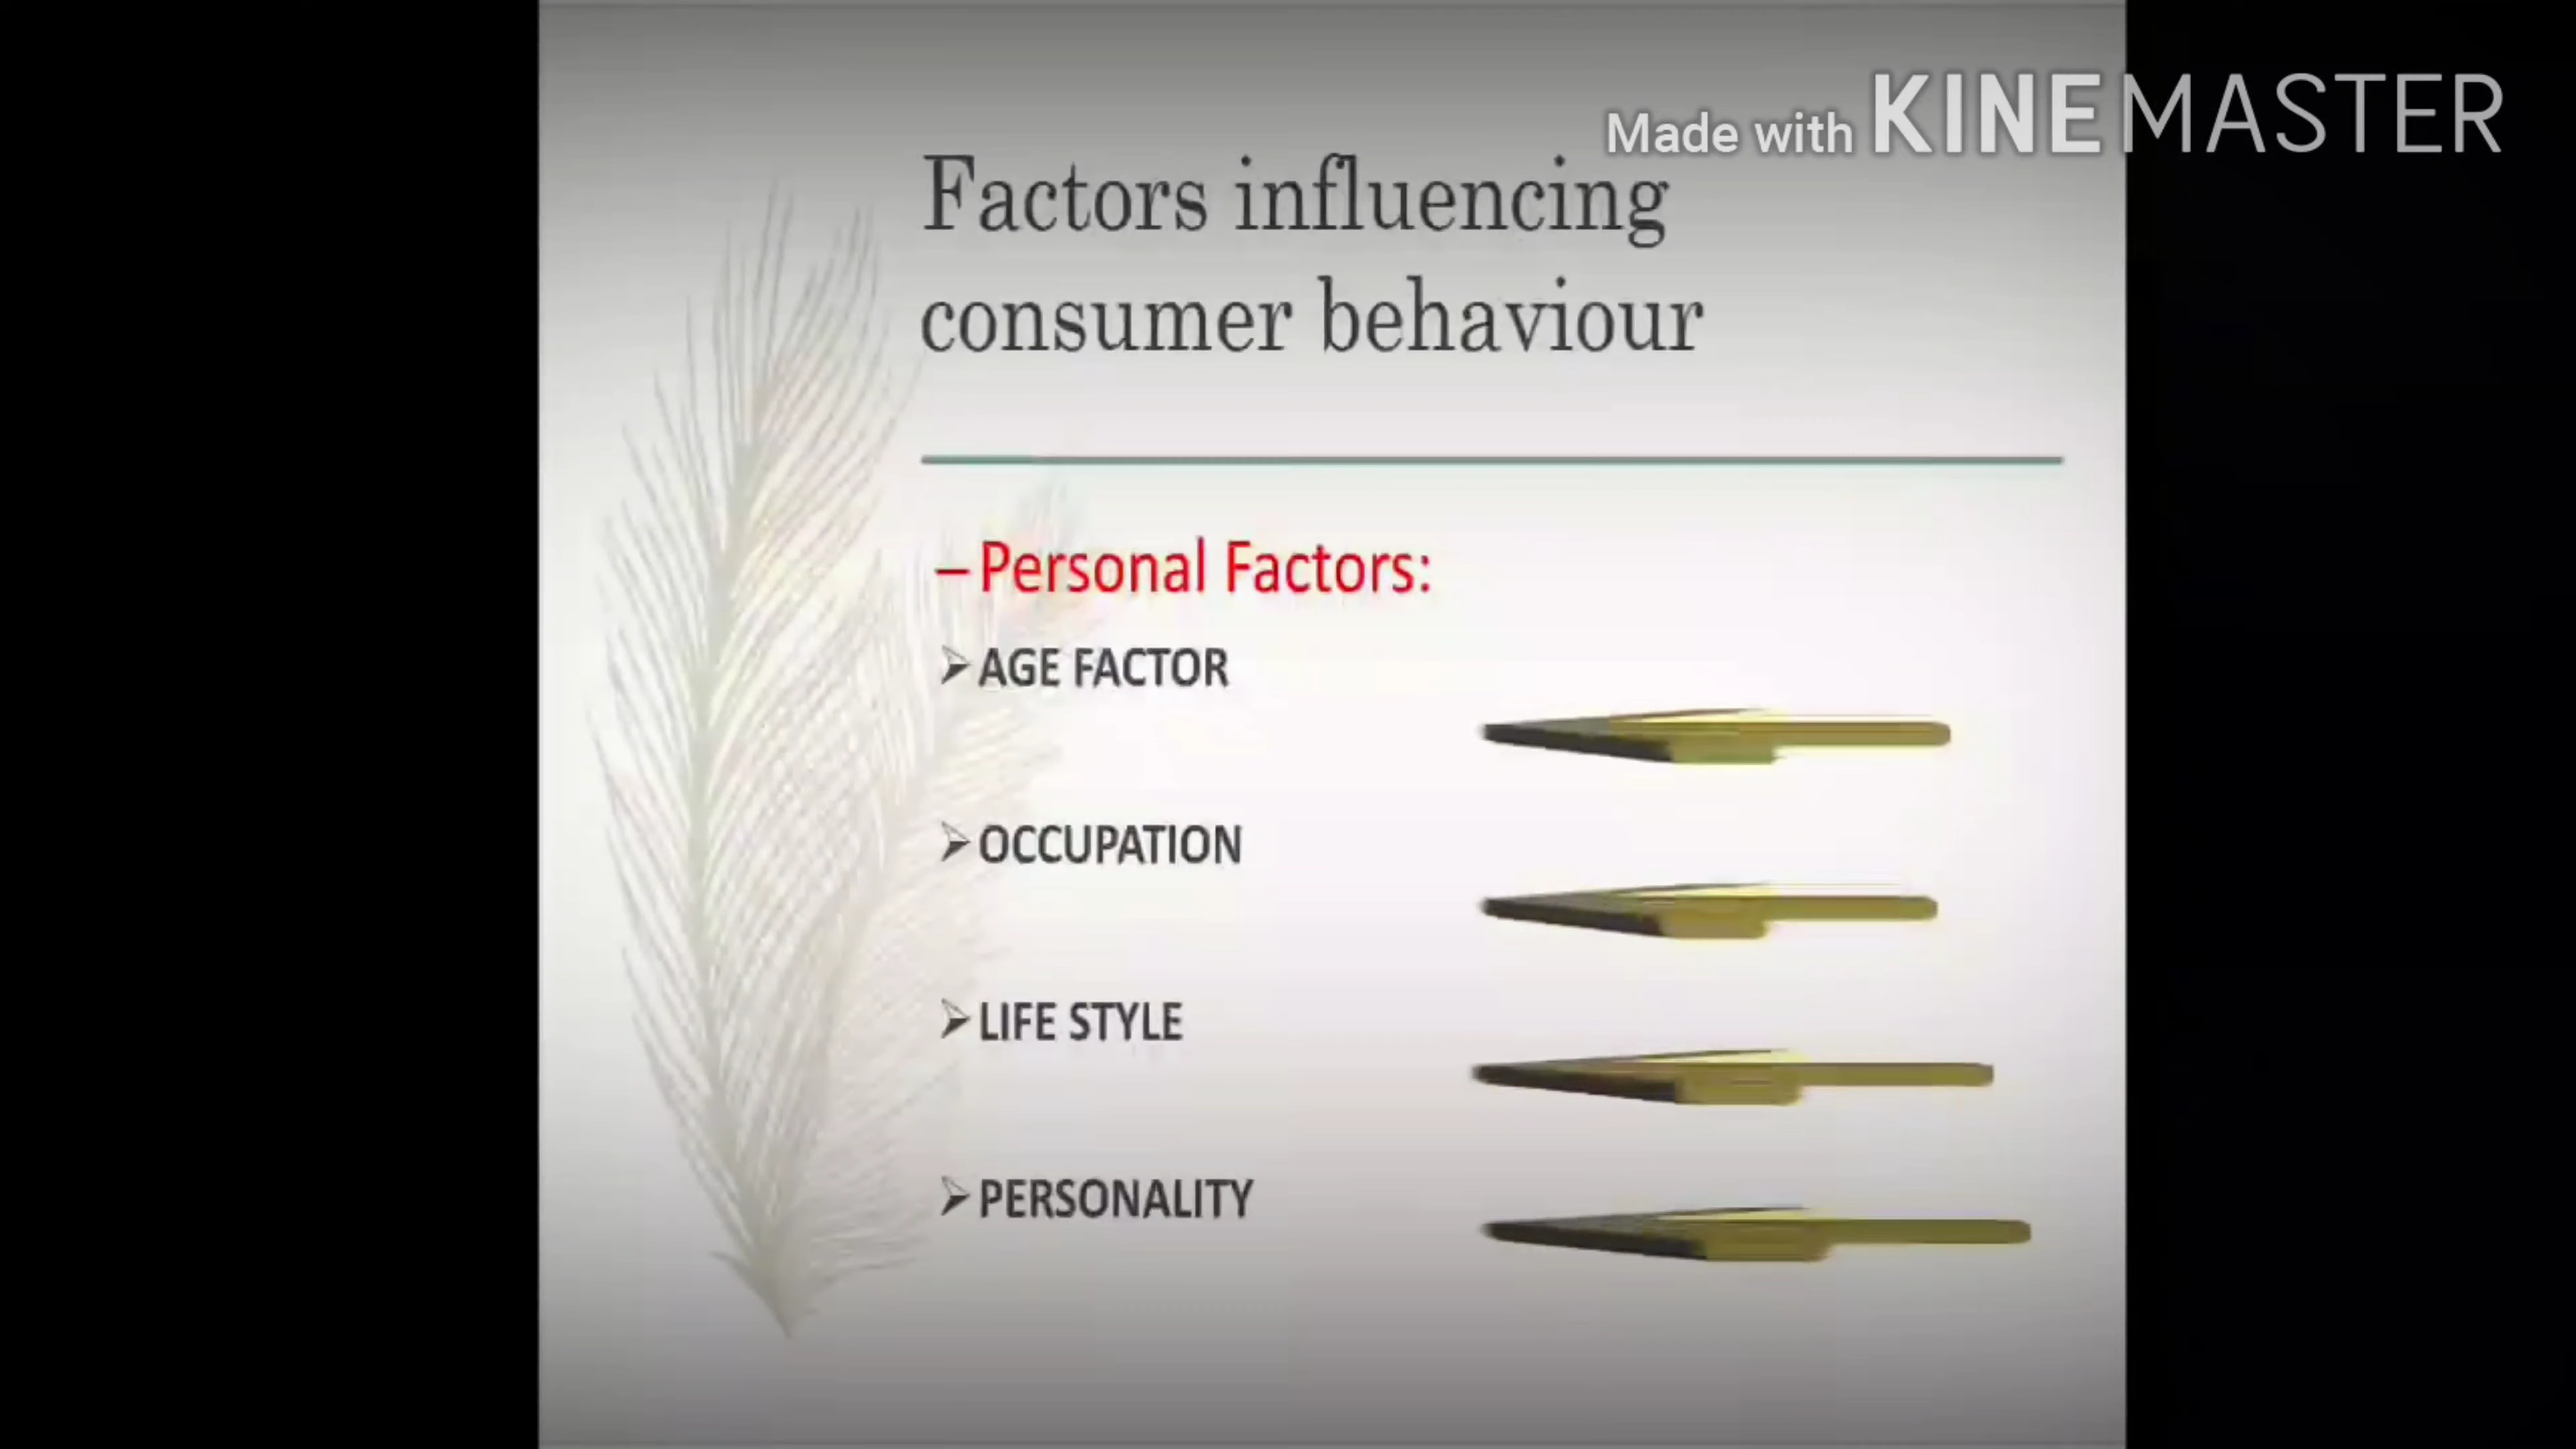 Made with KINEMASTER
Factors influencing
consumer behaviour
– Personal Factors:
➢ AGE FACTOR
➢ OCCUPATION
➢ LIFE STYLE
➢ PERSONALITY